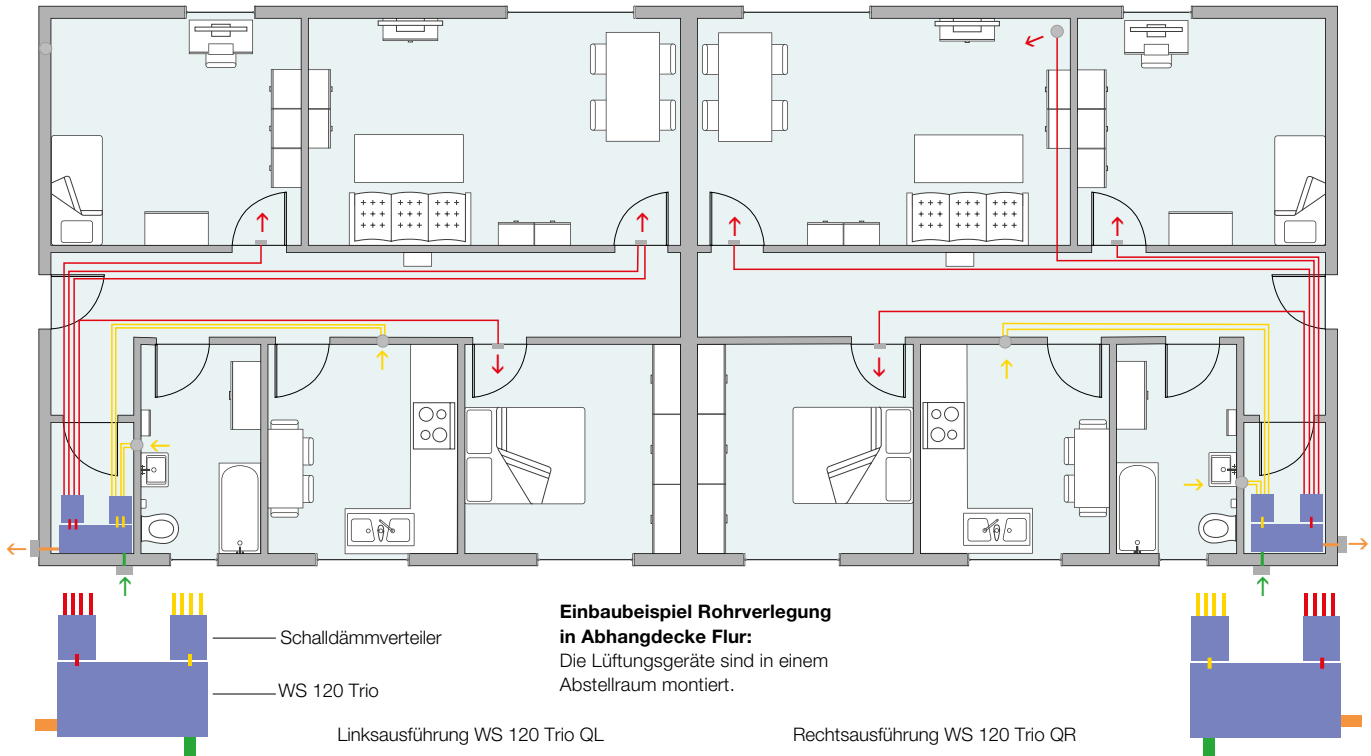 Schalldämmverteiler
WS 120 Trio
Einbaubeispiel Rohrverlegung
in Abhangdecke Flur:
Die Lüftungsgeräte sind in einem
Abstellraum montiert.
Linksausführung WS 120 Trio QL
Rechtsausführung WS 120 Trio QR